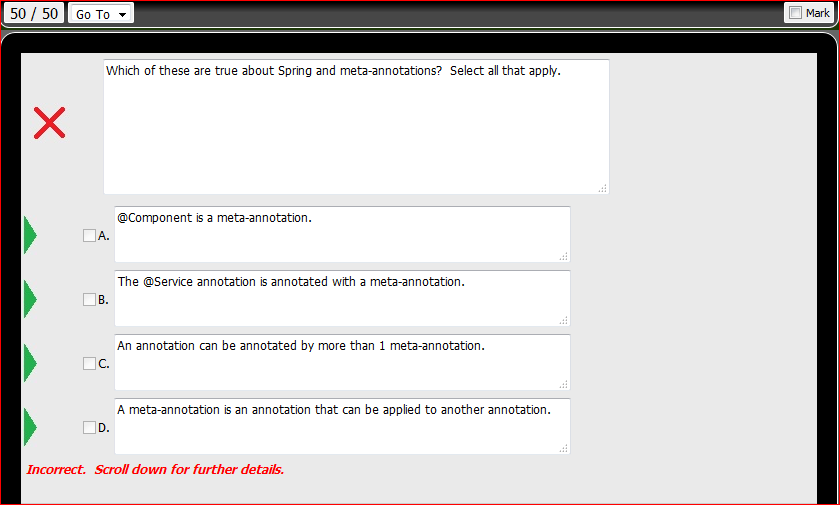 50 / 50 Go To Mark
Which of these are true about Spring and meta-annotations?  Select all that apply.
A. @Component is a meta-annotation.
B. The @Service annotation is annotated with a meta-annotation.
C. An annotation can be annotated by more than 1 meta-annotation.
D. A meta-annotation is an annotation that can be applied to another annotation.
Incorrect.  Scroll down for further details.